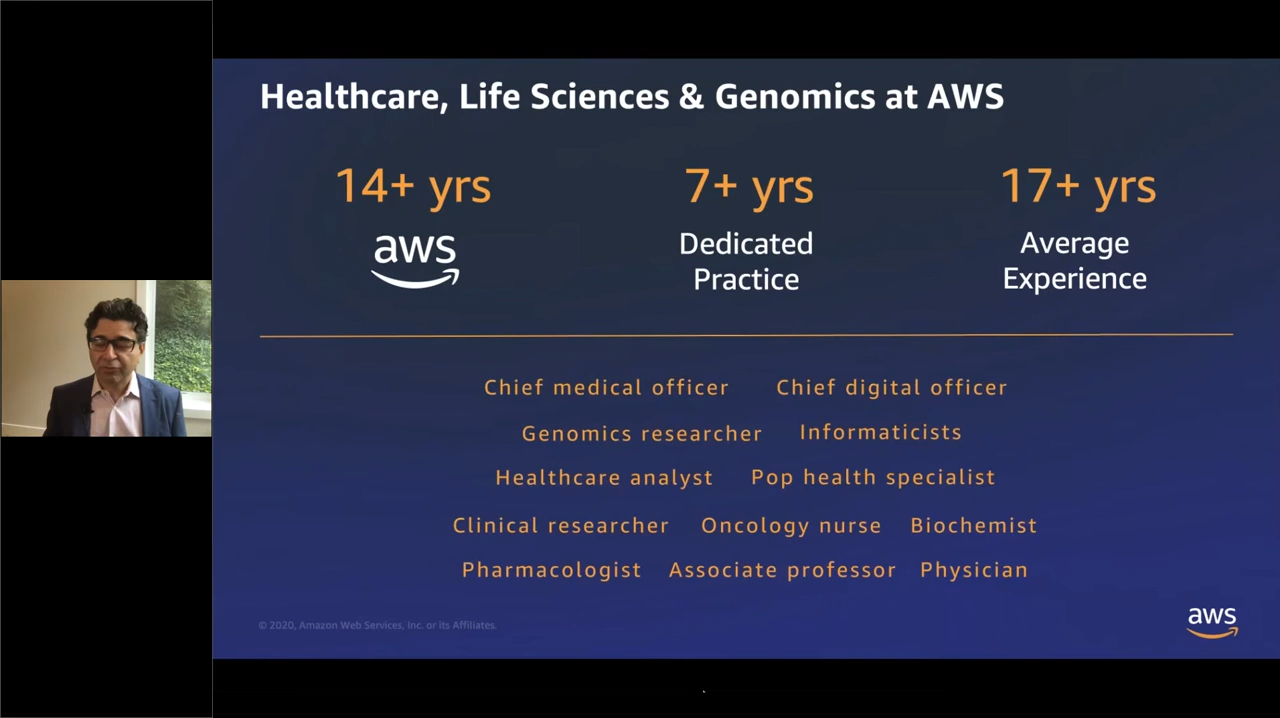 Healthcare, Life Sciences & Genomics at AWS
14+ yrs
7+ yrs
17+ yrs
aws
Dedicated
Practice
Average
Experience
Chief medical officer
Chief digital officer
Genomics researcher
Informaticists
Healthcare analyst
Pop health specialist
Clinical researcher
Oncology nurse
Biochemist
Pharmacologist
Associate professor
Physician
© 2020, Amazon Web Services, Inc. or its Affiliates.
aws